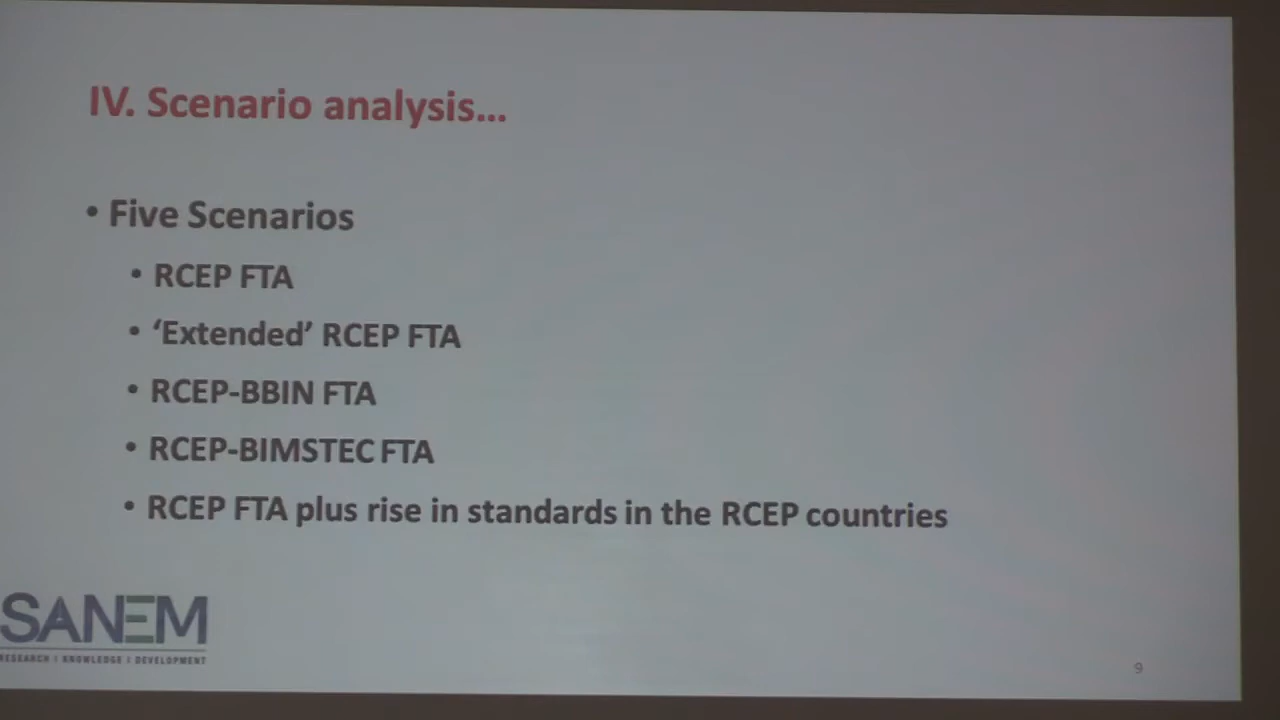 IV. Scenario analysis...
• Five Scenarios
• RCEP FTA
• ‘Extended’ RCEP FTA
• RCEP-BBIN FTA
• RCEP-BIMSTEC FTA
• RCEP FTA plus rise in standards in the RCEP countries
SANEM
RESEARCH I KNOWLEDGE I DEVELOPMENT
9